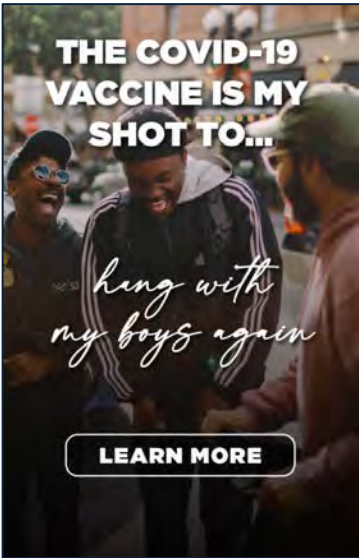 THE COVID-19
VACCINE IS MY
SHOT TO...
hang with
my boys again
LEARN MORE